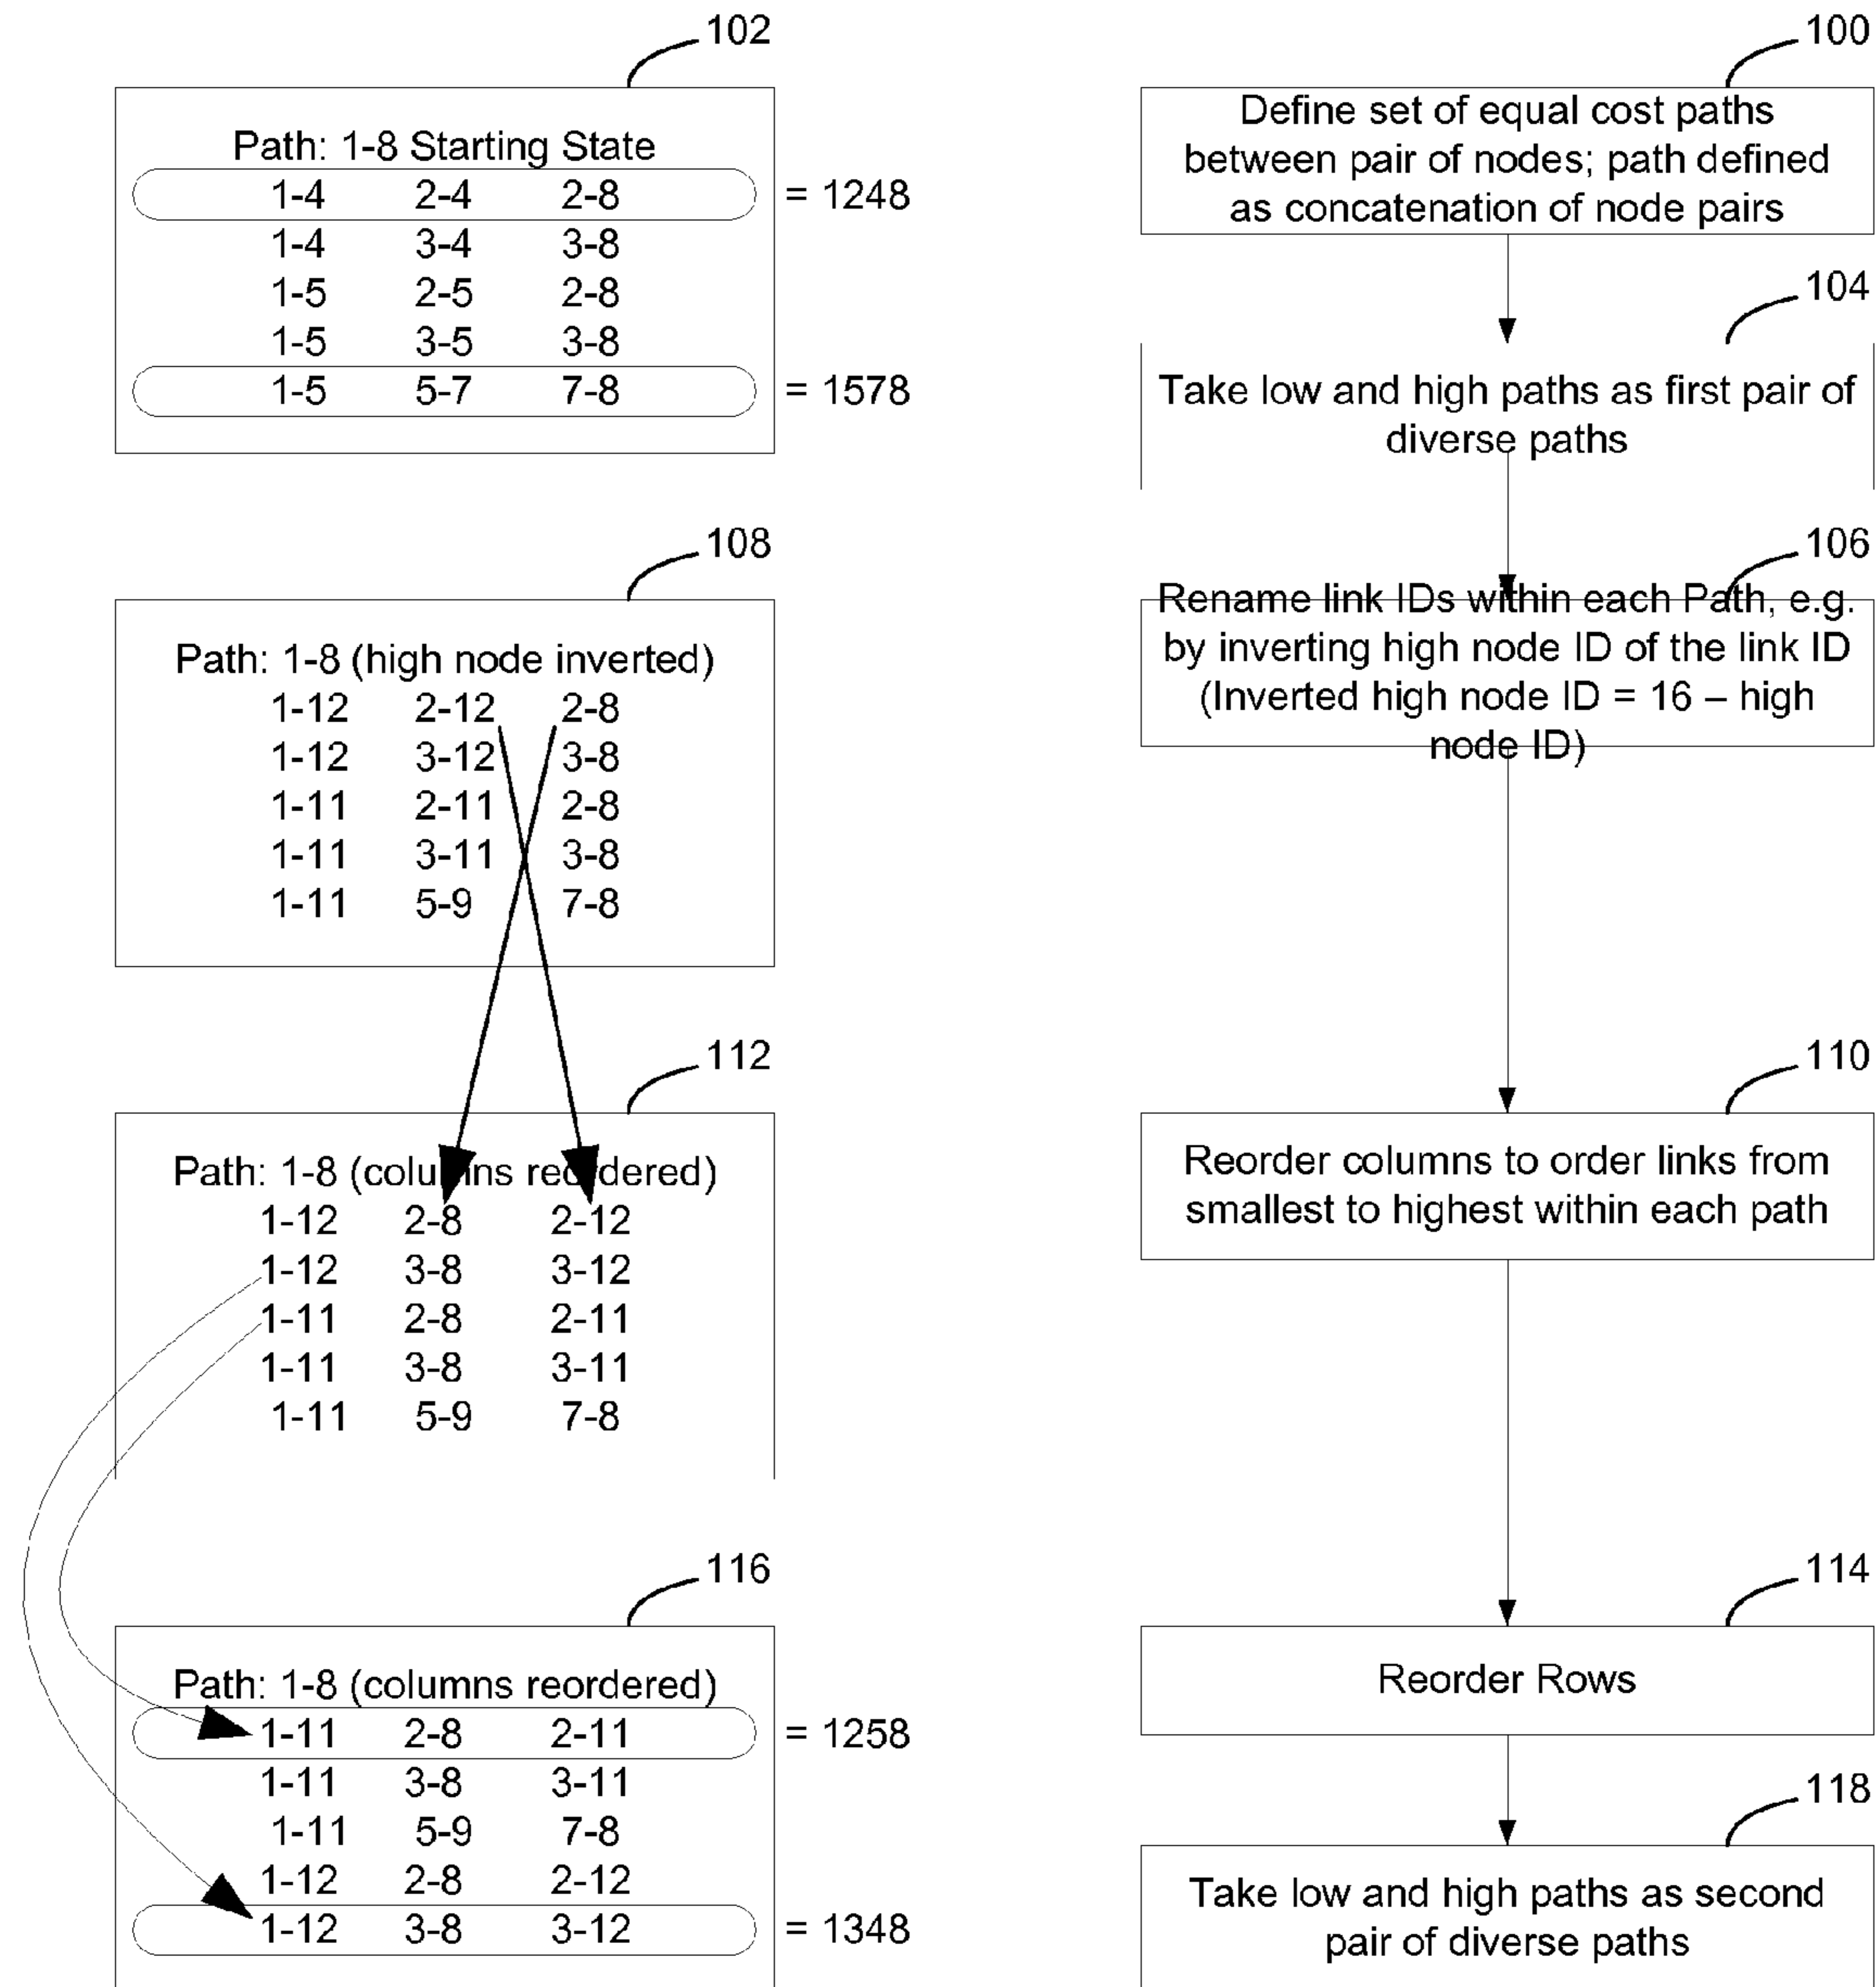 102
Path: 1-8 Starting State
1-4 2-4 2-8 = 1248
1-4 3-4 3-8
1-5 2-5 2-8
1-5 3-5 3-8
1-5 5-7 7-8 = 1578
108
Path: 1-8 (high node inverted)
1-12 2-12 2-8
1-12 3-12 3-8
1-11 2-11 2-8
1-11 3-11 3-8
1-11 5-9 7-8
112
Path: 1-8 (columns reordered)
1-12 2-8 2-12
1-12 3-8 3-12
1-11 2-8 2-11
1-11 3-8 3-11
1-11 5-9 7-8
116
Path: 1-8 (columns reordered)
1-11 2-8 2-11 = 1258
1-11 3-8 3-11
1-11 5-9 7-8
1-12 2-8 2-12
1-12 3-8 3-12 = 1348
100
Define set of equal cost paths
between pair of nodes; path defined
as concatenation of node pairs
104
Take low and high paths as first pair of
diverse paths
106
Rename link IDs within each Path, e.g.
by inverting high node ID of the link ID
(Inverted high node ID = 16 – high
node ID)
110
Reorder columns to order links from
smallest to highest within each path
114
Reorder Rows
118
Take low and high paths as second
pair of diverse paths